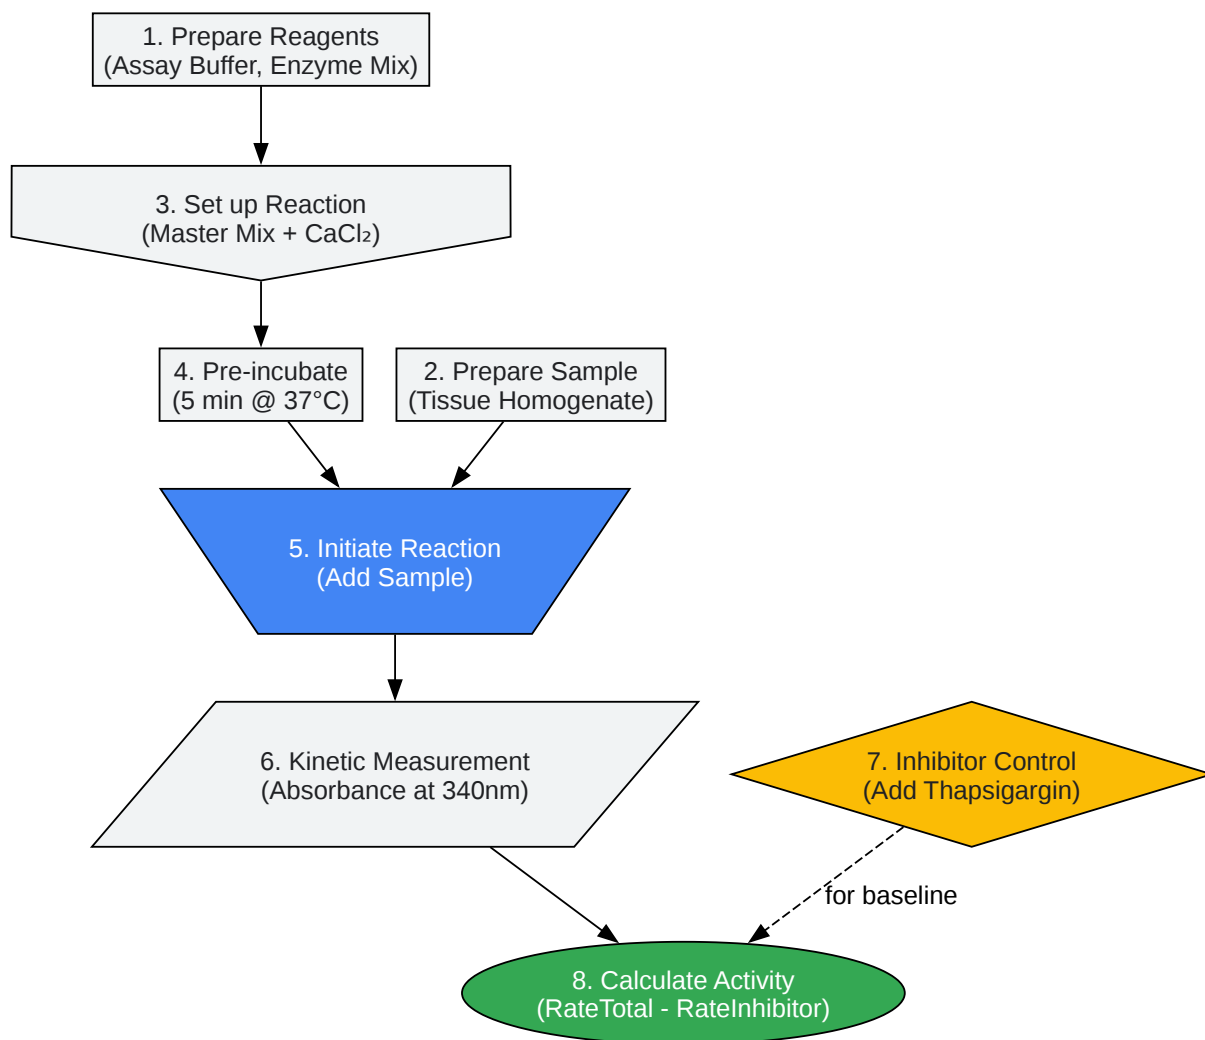 1. Prepare Reagents
(Assay Buffer, Enzyme Mix)
3. Set up Reaction
(Master Mix + CaCl₂)
4. Pre-incubate
(5 min @ 37°C)
2. Prepare Sample
(Tissue Homogenate)
5. Initiate Reaction
(Add Sample)
6. Kinetic Measurement
(Absorbance at 340nm)
7. Inhibitor Control
(Add Thapsigargin)
for baseline
8. Calculate Activity
(RateTotal - RateInhibitor)